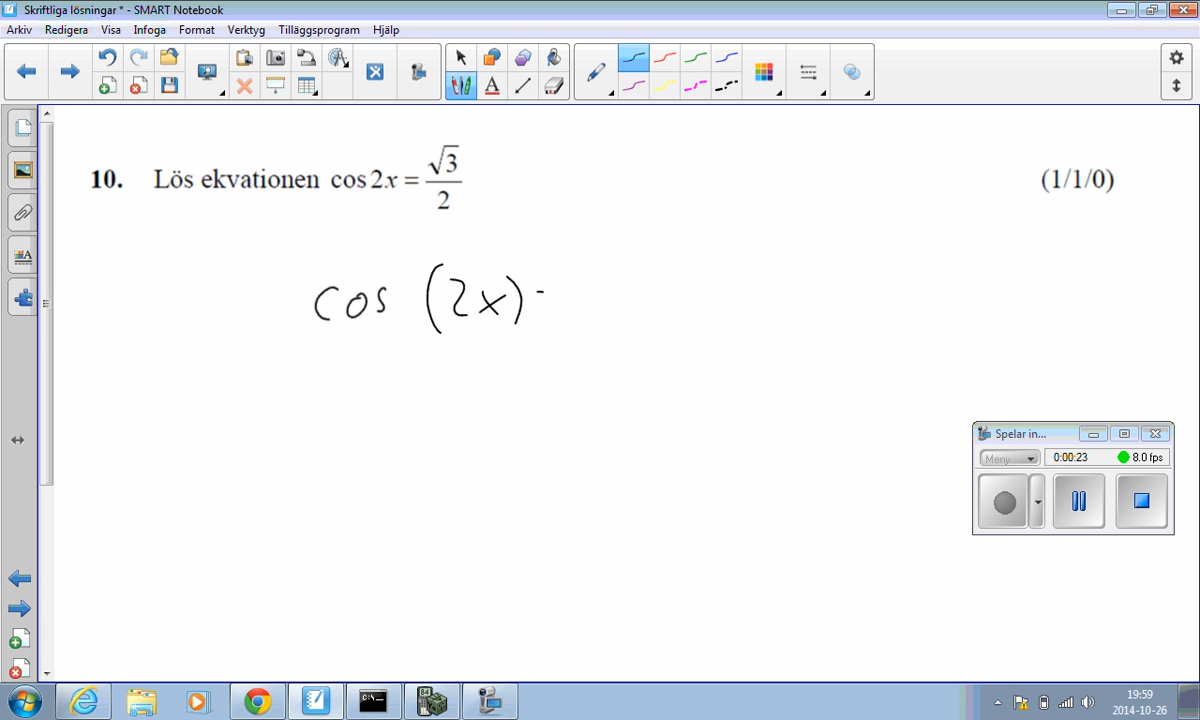 Skriftliga lösningar * - SMART Notebook
Arkiv Redigera Visa Infoga Format Verktyg Tilläggsprogram Hjälp
10. Lös ekvationen cos 2x = √3/2 (1/1/0)
cos (2x) -
Spelar in...
Meny 0:00:23 8.0 fps
19:59
2014-10-26